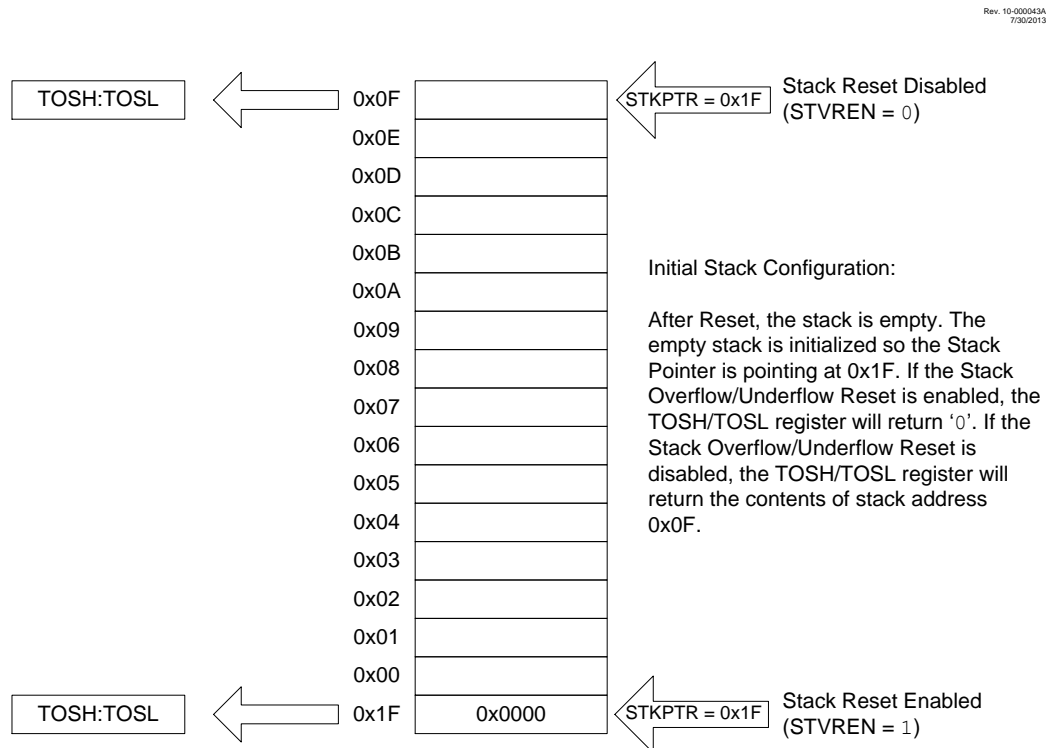 Rev. 10-000043A
7/30/2013
TOSH:TOSL
0x0F
STKPTR = 0x1F
Stack Reset Disabled
(STVREN = 0)
0x0E
0x0D
0x0C
0x0B
0x0A
0x09
0x08
0x07
0x06
0x05
0x04
0x03
0x02
0x01
0x00
Initial Stack Configuration:
After Reset, the stack is empty. The
empty stack is initialized so the Stack
Pointer is pointing at 0x1F. If the Stack
Overflow/Underflow Reset is enabled, the
TOSH/TOSL register will return ‘0’. If the
Stack Overflow/Underflow Reset is
disabled, the TOSH/TOSL register will
return the contents of stack address
0x0F.
TOSH:TOSL
0x1F
0x0000
STKPTR = 0x1F
Stack Reset Enabled
(STVREN = 1)